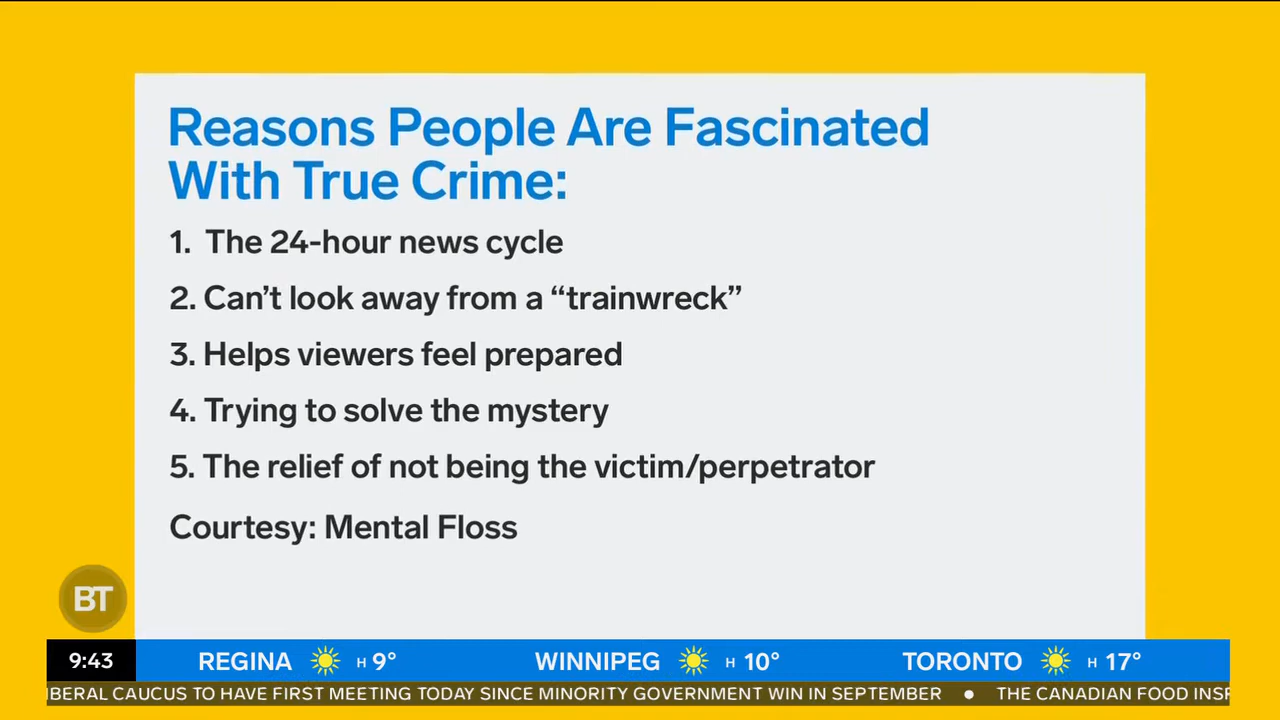 Reasons People Are Fascinated
With True Crime:
1. The 24-hour news cycle
2. Can’t look away from a “trainwreck”
3. Helps viewers feel prepared
4. Trying to solve the mystery
5. The relief of not being the victim/perpetrator
Courtesy: Mental Floss
BT
9:43 REGINA H 9° WINNIPEG H 10° TORONTO H 17°
CAUCUS TO HAVE FIRST MEETING TODAY SINCE MINORITY GOVERNMENT WIN IN SEPTEMBER ● THE CANADIAN FOOD